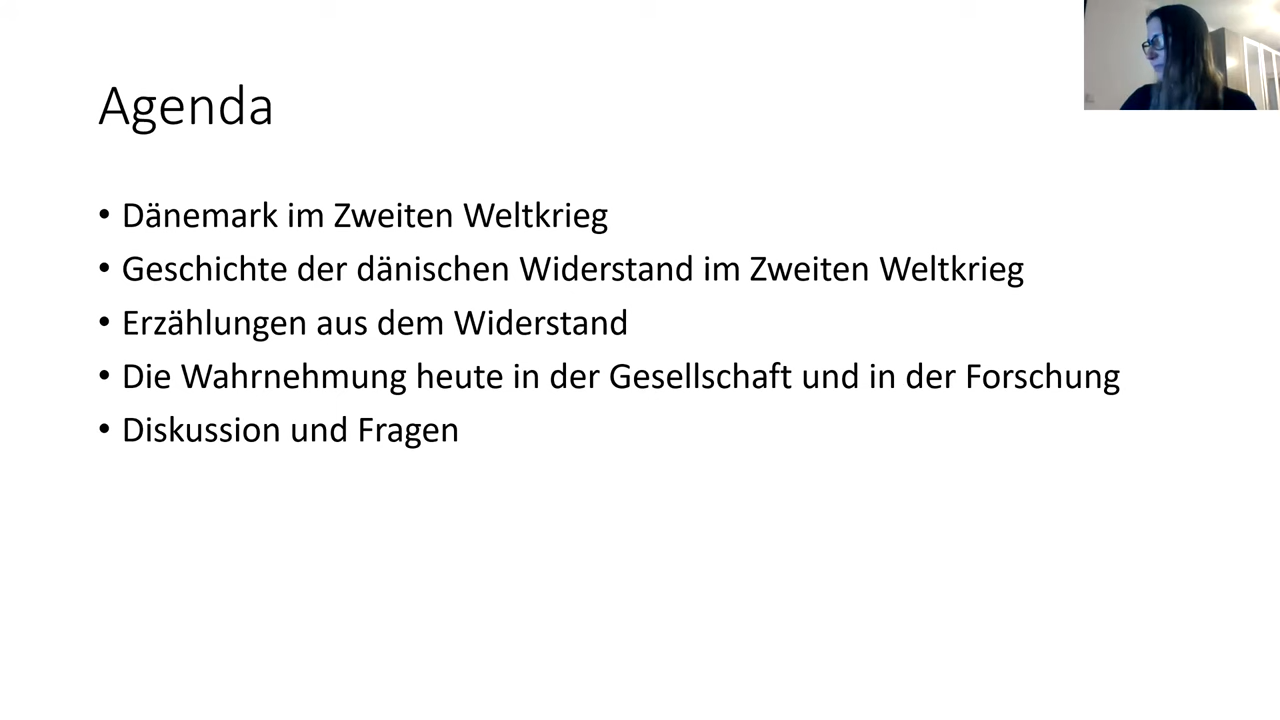 Agenda
• Dänemark im Zweiten Weltkrieg
• Geschichte der dänischen Widerstand im Zweiten Weltkrieg
• Erzählungen aus dem Widerstand
• Die Wahrnehmung heute in der Gesellschaft und in der Forschung
• Diskussion und Fragen